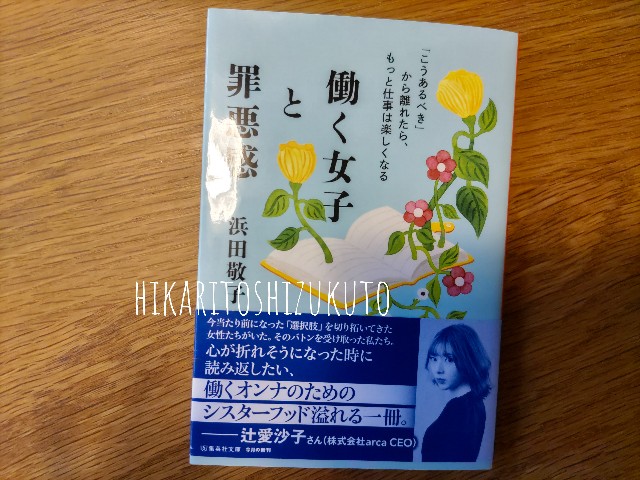 「こうあるべき」
から離れたら、
もっと仕事は楽しくなる
働く女子
と
罪悪感
浜田敬子
HIKARITOSHIZUKUTO
今当たり前になった「選択肢」を切り拓いてきた
女性たちがいた。そのバトンを受け取った私たち。
心が折れそうになった時に
読み返したい、
働くオンナのための
シスターフッド溢れる一冊。
――辻愛沙子さん(株式会社arca CEO)
集英社文庫 今月の新刊